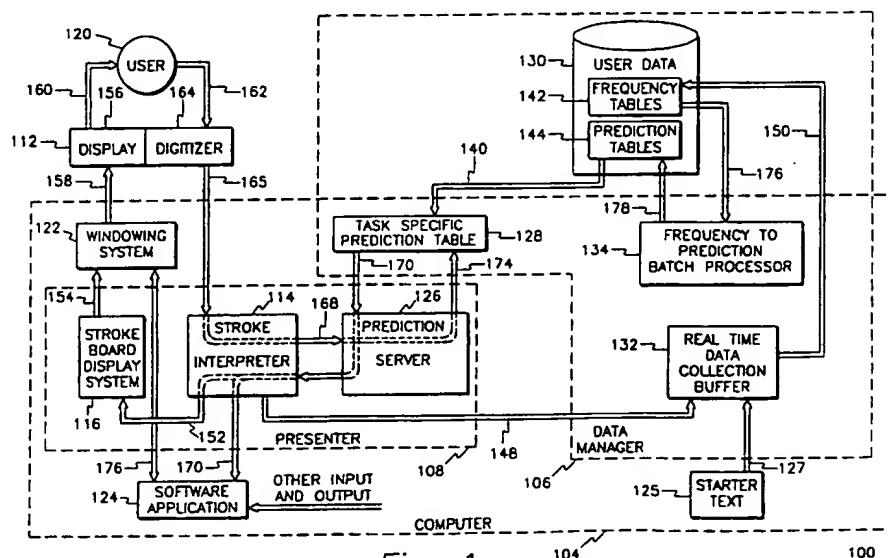 120
USER
130
USER DATA
160
156
164
162
142
FREQUENCY
TABLES
144
PREDICTION
TABLES
150
112
DISPLAY
DIGITIZER
140
158
165
176
178
122
WINDOWING
SYSTEM
TASK SPECIFIC
PREDICTION TABLE
128
134
FREQUENCY TO
PREDICTION
BATCH PROCESSOR
170
174
154
114
168
126
STROKE
BOARD
DISPLAY
SYSTEM
STROKE
INTERPRETER
PREDICTION
SERVER
132
REAL TIME
DATA
COLLECTION
BUFFER
116
152
PRESENTER
148
DATA
MANAGER
176
170
108
106
127
OTHER INPUT
AND OUTPUT
124
SOFTWARE
APPLICATION
125
STARTER
TEXT
COMPUTER
104
100